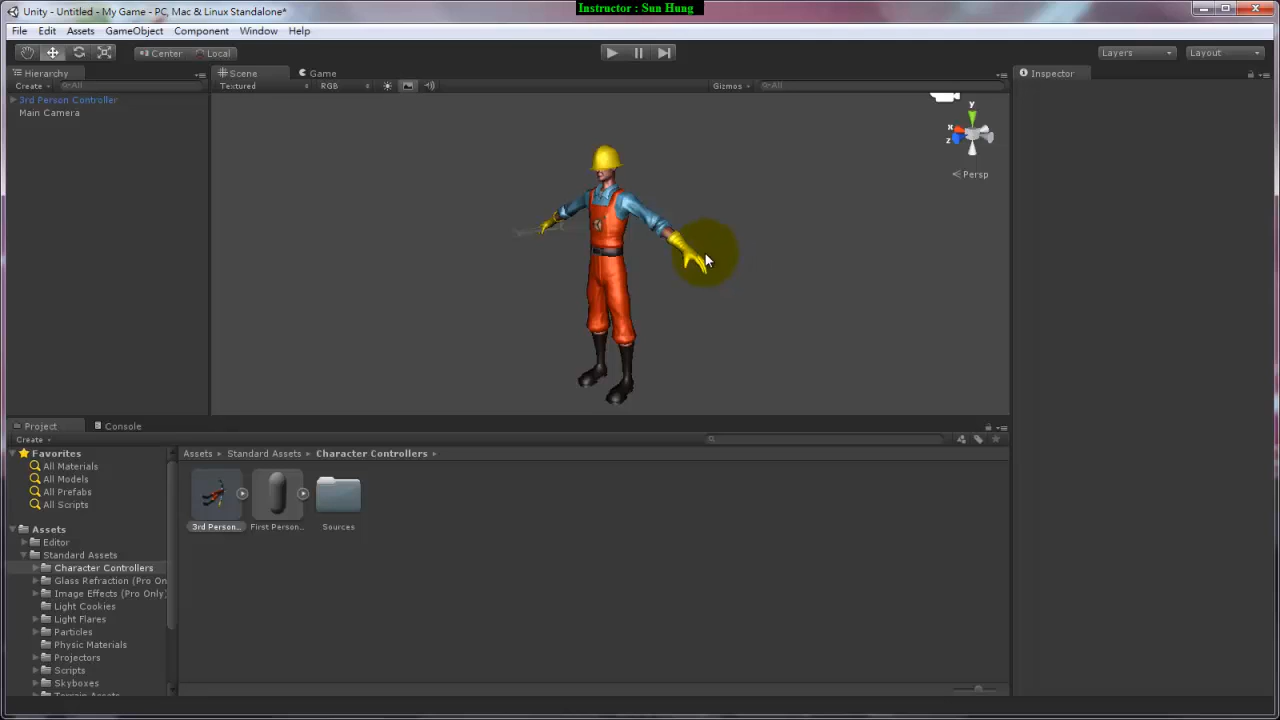 Instructor : Sun Hung
Unity - Untitled - My Game - PC, Mac & Linux Standalone*
File Edit Assets GameObject Component Window Help
Center Local Layers Layout
Hierarchy Scene Game Inspector
Create All Textured RGB Gizmos All
3rd Person Controller
Main Camera
y
x
z
Persp
Project Console
Create
Favorites Assets Standard Assets Character Controllers
All Materials
All Models
All Prefabs
All Scripts
3rd Person... First Person... Sources
Assets
Editor
Standard Assets
Character Controllers
Glass Refraction (Pro On
Image Effects (Pro Only)
Light Cookies
Light Flares
Particles
Physic Materials
Projectors
Scripts
Skyboxes
Terrain Assets